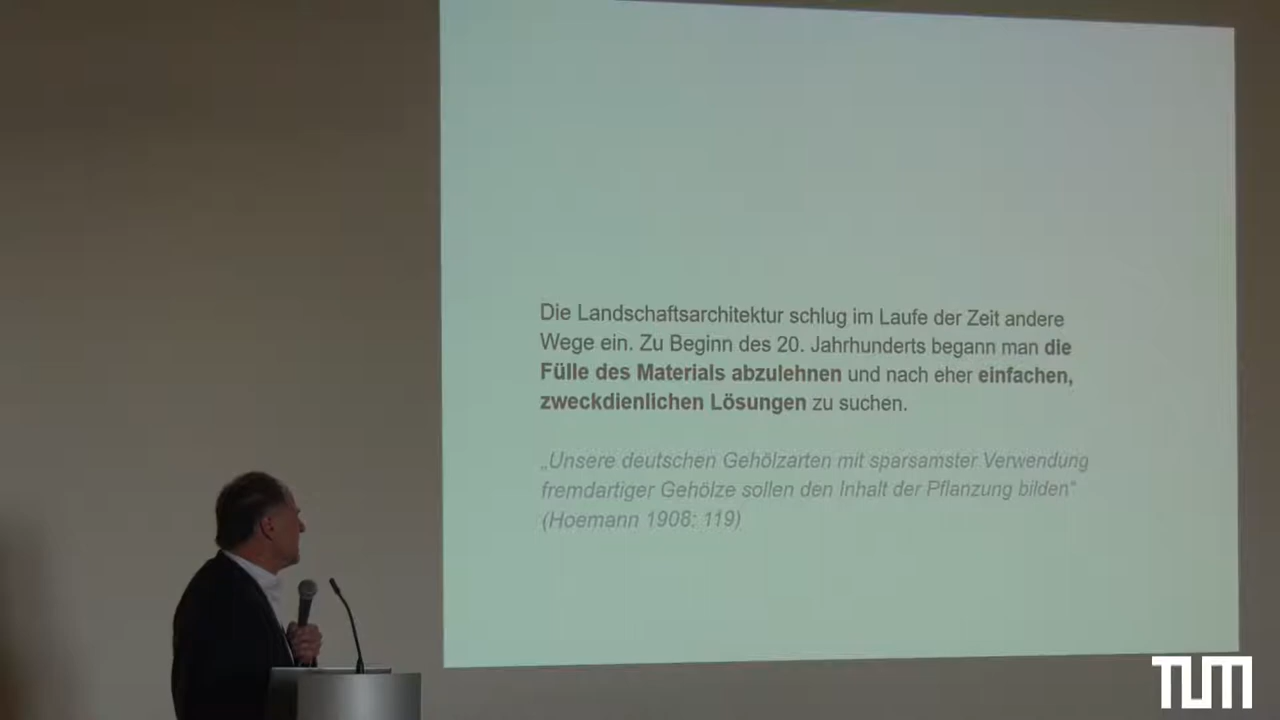 Die Landschaftsarchitektur schlug im Laufe der Zeit andere
Wege ein. Zu Beginn des 20. Jahrhunderts begann man die
Fülle des Materials abzulehnen und nach eher einfachen,
zweckdienlichen Lösungen zu suchen.
„Unsere deutschen Gehölzarten mit sparsamster Verwendung
fremdartiger Gehölze sollen den Inhalt der Pflanzung bilden“
(Hoemann 1908: 119)
TUM